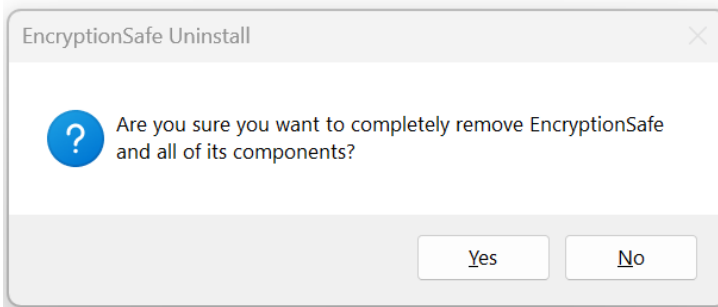 EncryptionSafe Uninstall
?
Are you sure you want to completely remove EncryptionSafe
and all of its components?
Yes No